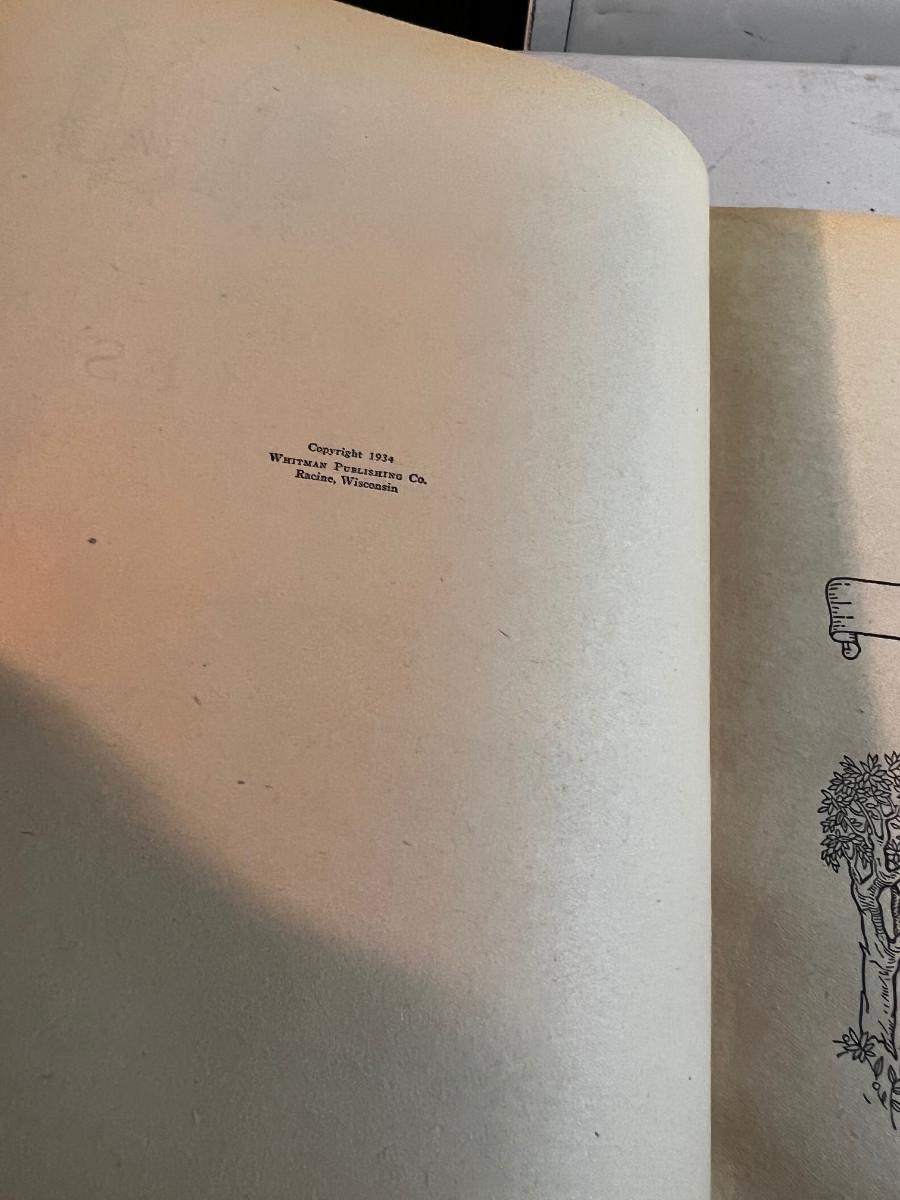 Copyright 1934
WHITMAN PUBLISHING CO.
Racine, Wisconsin